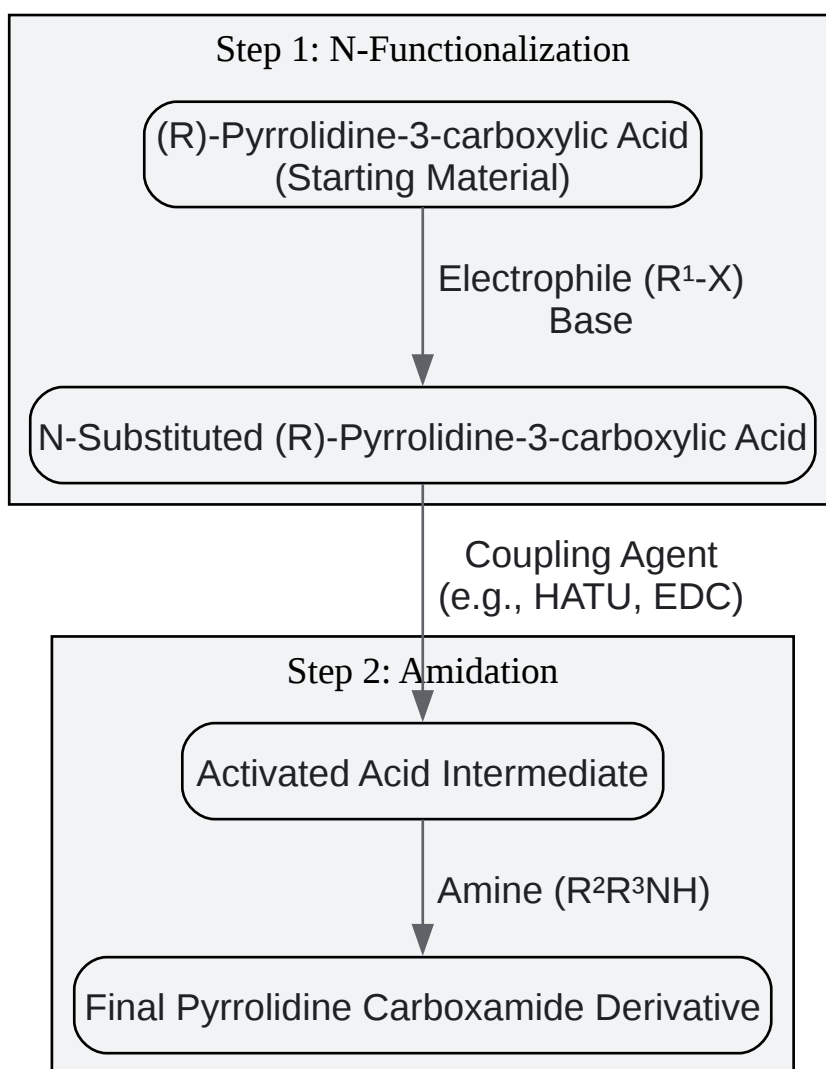 Step 1: N-Functionalization
(R)-Pyrrolidine-3-carboxylic Acid
(Starting Material)
Electrophile (R¹-X)
Base
N-Substituted (R)-Pyrrolidine-3-carboxylic Acid
Coupling Agent
(e.g., HATU, EDC)
Step 2: Amidation
Activated Acid Intermediate
Amine (R²R³NH)
Final Pyrrolidine Carboxamide Derivative